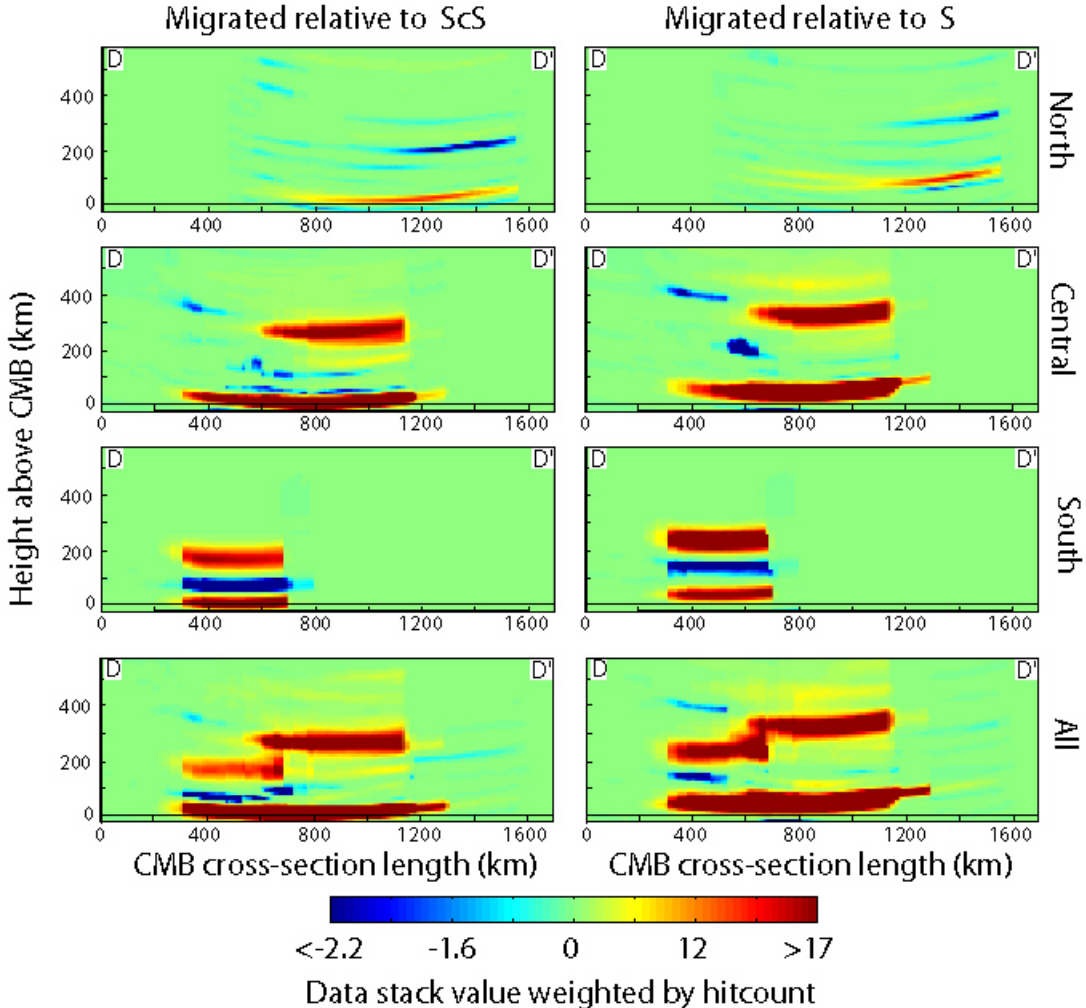 Migrated relative to ScS
Migrated relative to S
D D' D D'
400
200
0
0 400 800 1200 1600 0 400 800 1200 1600
North
D D' D D'
400
200
0
0 400 800 1200 1600 0 400 800 1200 1600
Central
D D' D D'
400
200
0
0 400 800 1200 1600 0 400 800 1200 1600
South
D D' D D'
400
200
0
0 400 800 1200 1600 0 400 800 1200 1600
All
Height above CMB (km)
CMB cross-section length (km) CMB cross-section length (km)
<-2.2 -1.6 0 12 >17
Data stack value weighted by hitcount